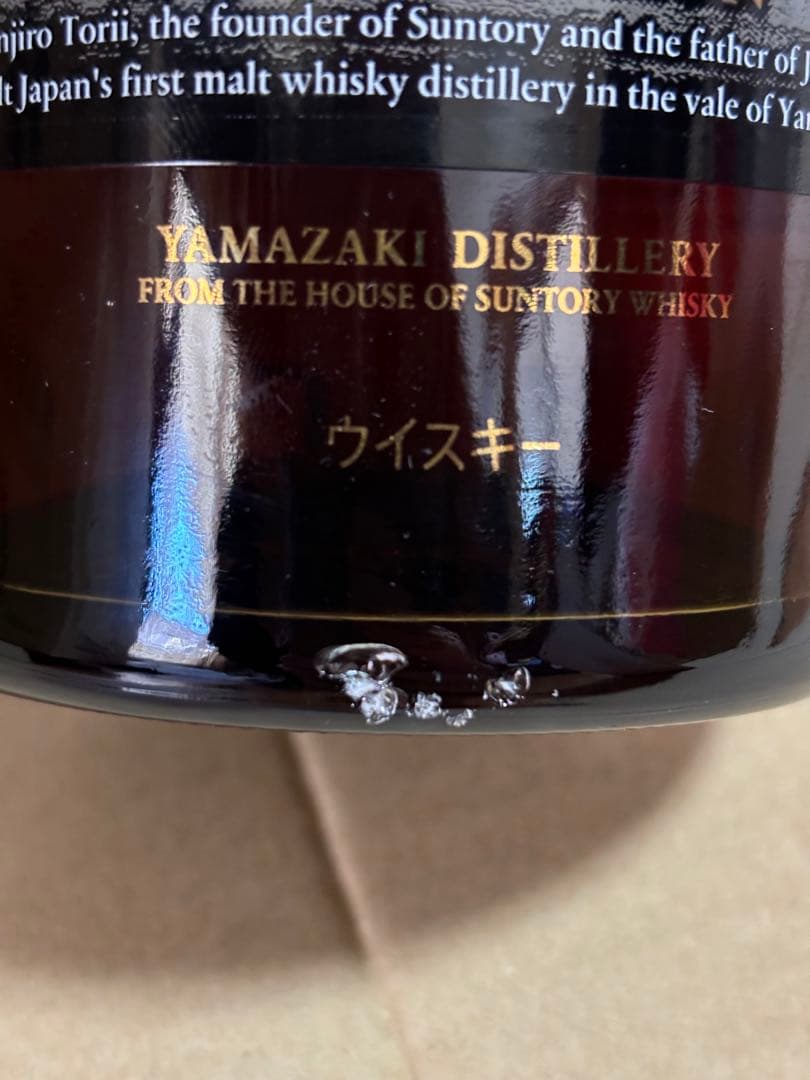 njiro Torii, the founder of Suntory and the father of J
lt Japan's first malt whisky distillery in the vale of Yam
YAMAZAKI DISTILLERY
FROM THE HOUSE OF SUNTORY WHISKY
ウイスキー